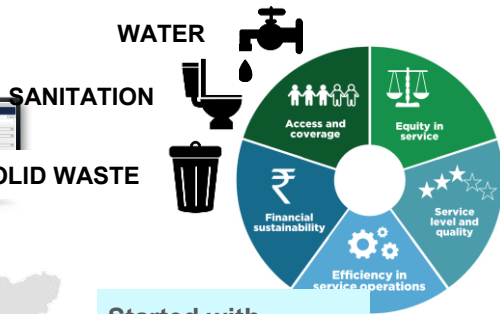 WATER
SANITATION
OLID WASTE
Access and
coverage
Equity in
service
₹
Financial
sustainability
Service
level and
quality
Efficiency in
service operations
Started with